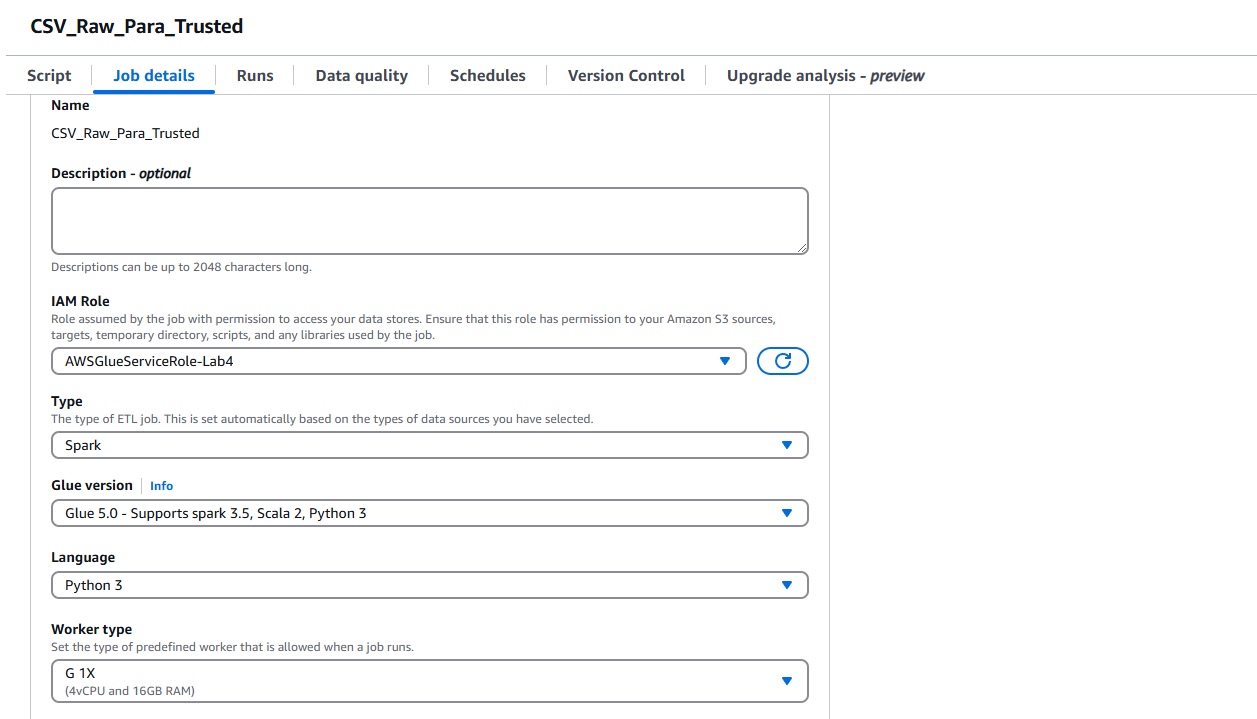 CSV_Raw_Para_Trusted
Script
Job details
Runs
Data quality
Schedules
Version Control
Upgrade analysis - preview
Name
CSV_Raw_Para_Trusted
Description - optional
Descriptions can be up to 2048 characters long.
IAM Role
Role assumed by the job with permission to access your data stores. Ensure that this role has permission to your Amazon S3 sources,
targets, temporary directory, scripts, and any libraries used by the job.
AWSGlueServiceRole-Lab4
Type
The type of ETL job. This is set automatically based on the types of data sources you have selected.
Spark
Glue version
Info
Glue 5.0 - Supports spark 3.5, Scala 2, Python 3
Language
Python 3
Worker type
Set the type of predefined worker that is allowed when a job runs.
G 1X
(4vCPU and 16GB RAM)